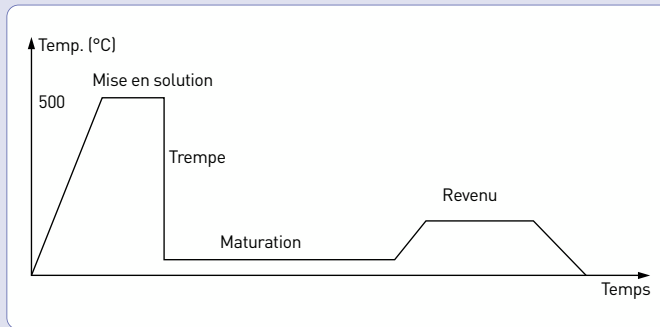 Temp. (°C)
Mise en solution
500
Trempe
Revenu
Maturation
Temps